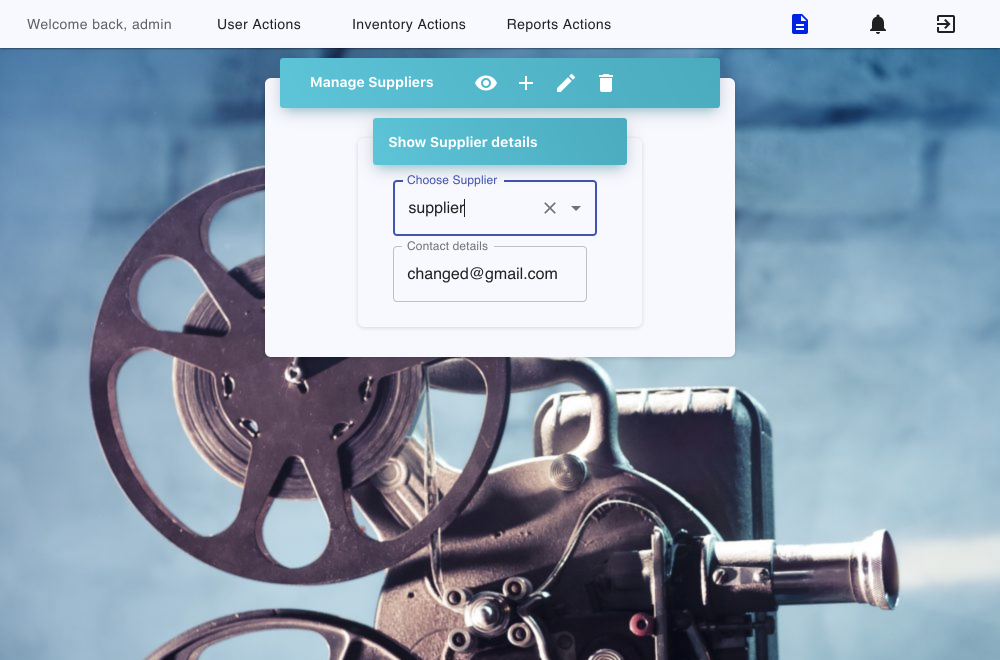 Welcome back, admin
User Actions
Inventory Actions
Reports Actions
Manage Suppliers
Show Supplier details
Choose Supplier
supplier
Contact details
changed@gmail.com